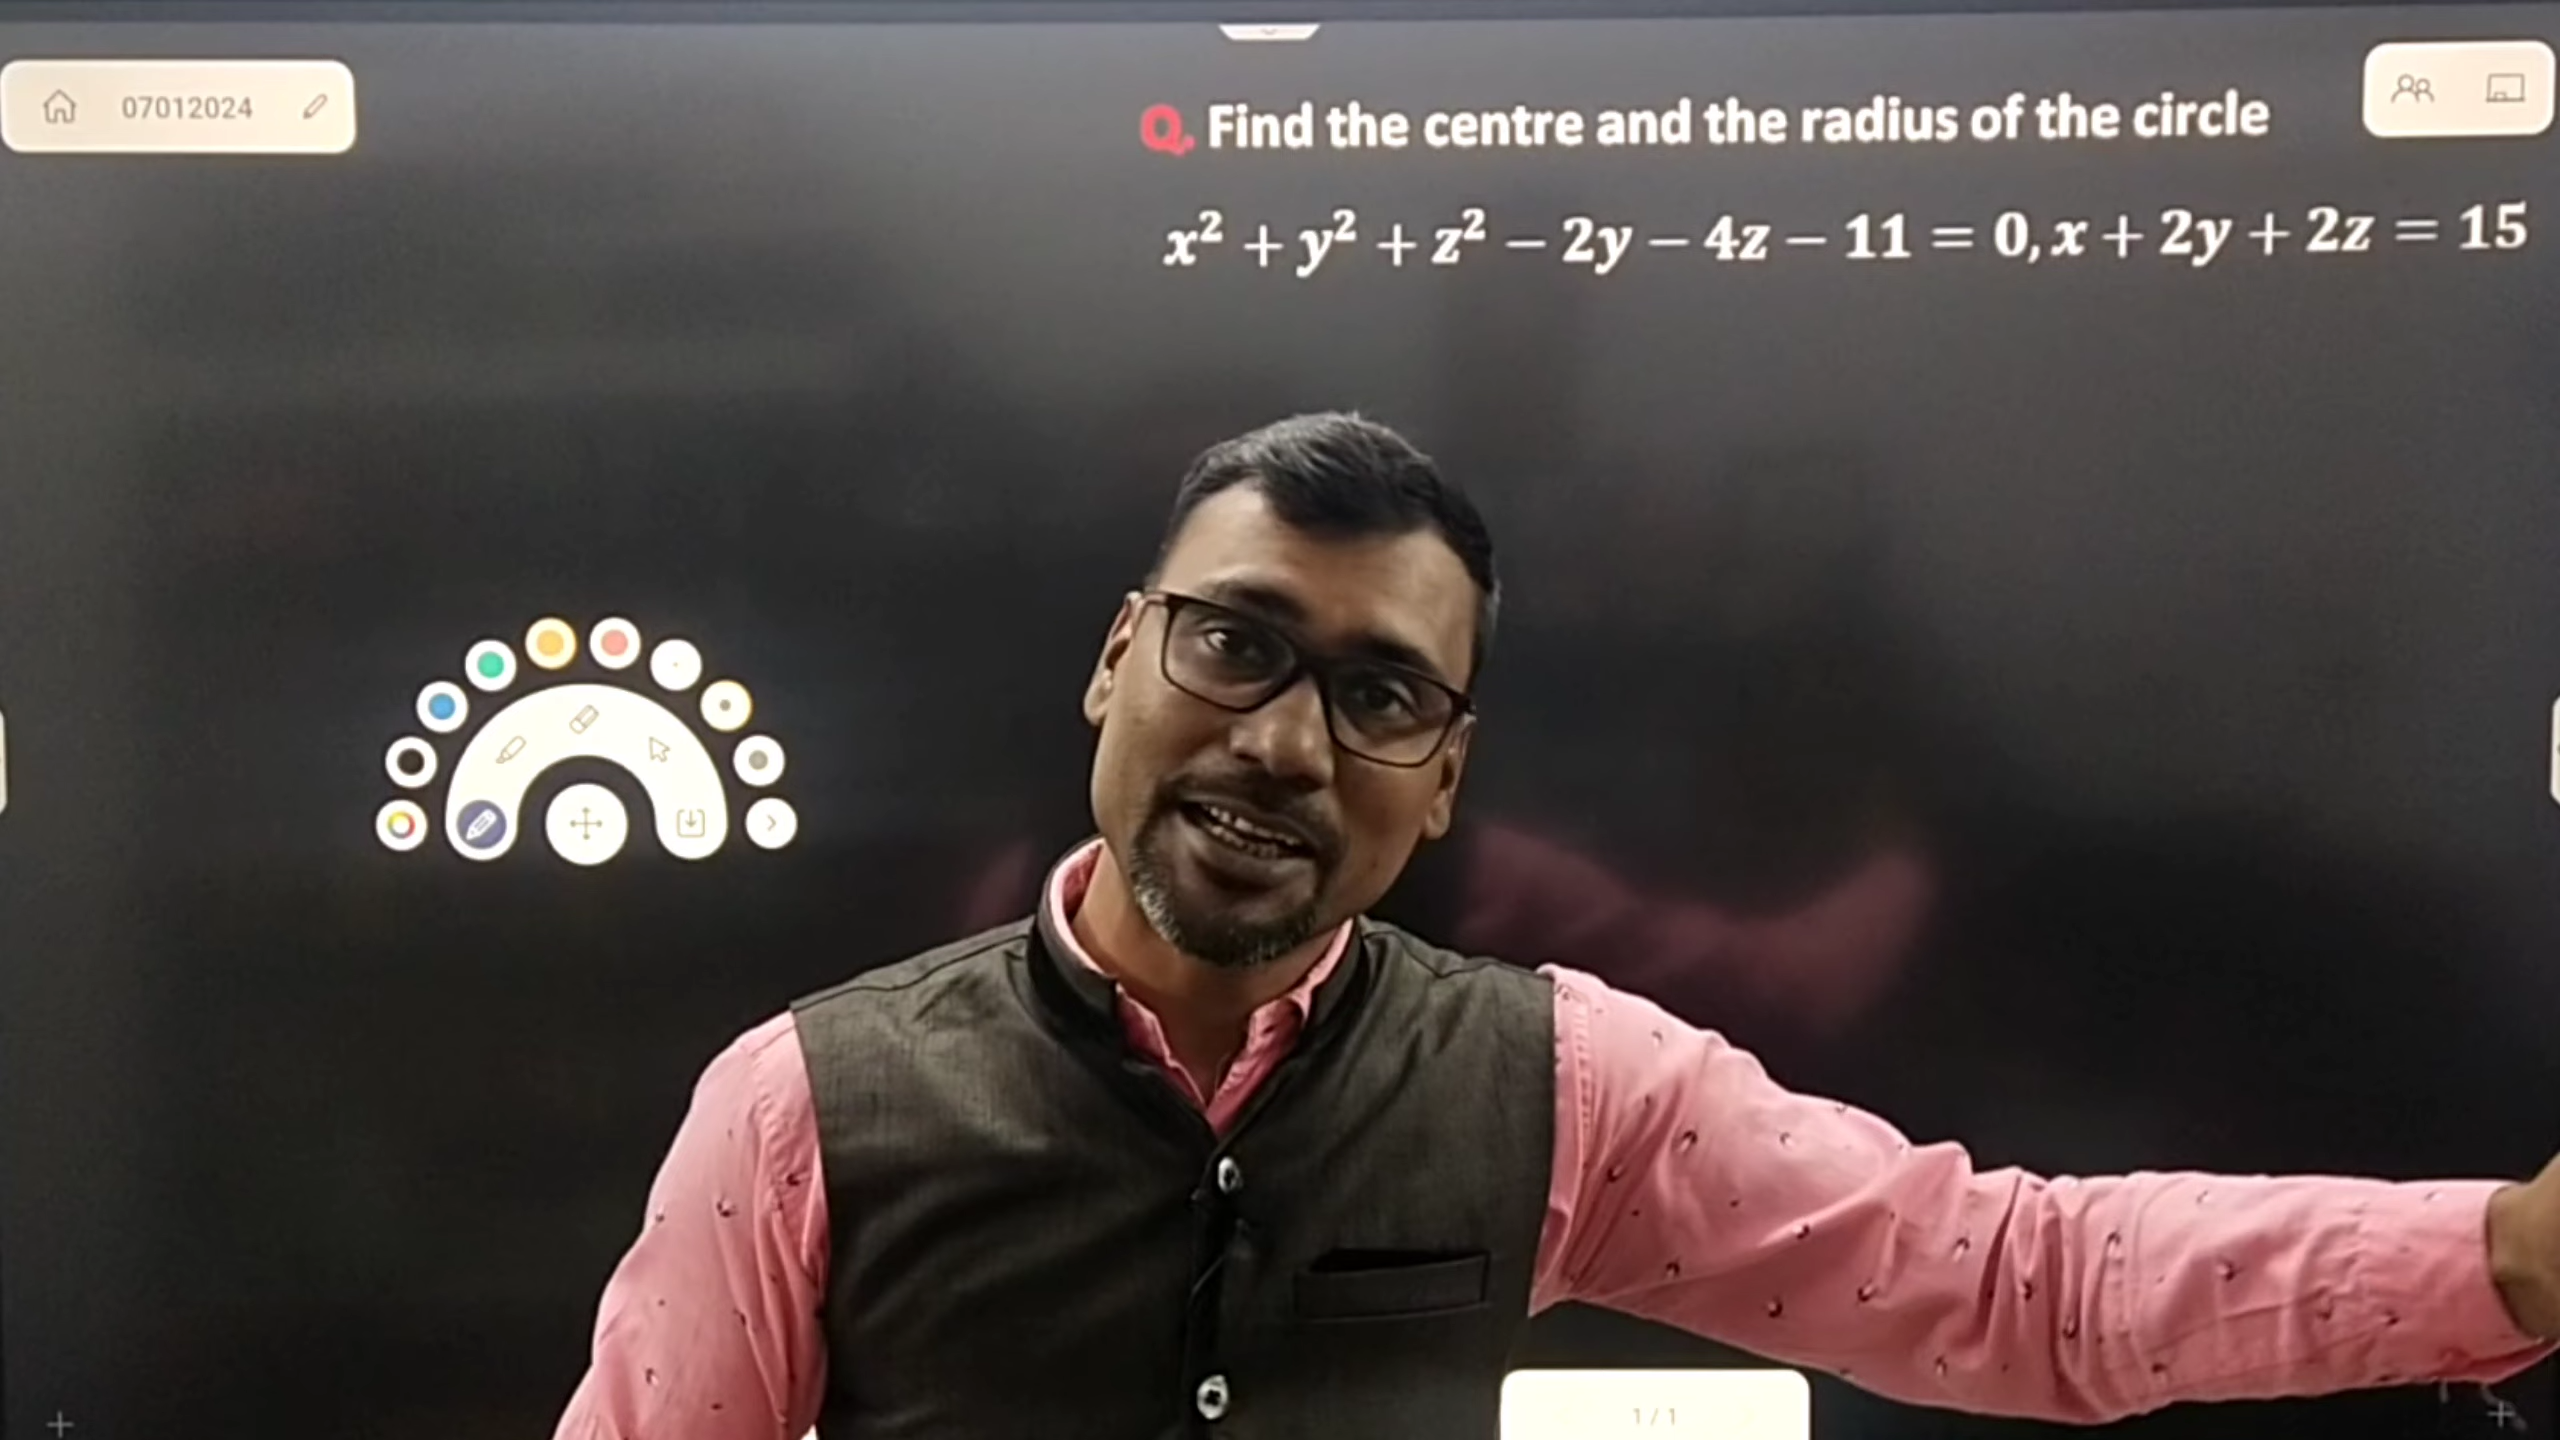 07012024
Q. Find the centre and the radius of the circle
x² + y² + z² − 2y − 4z − 11 = 0, x + 2y + 2z = 15
1 / 1